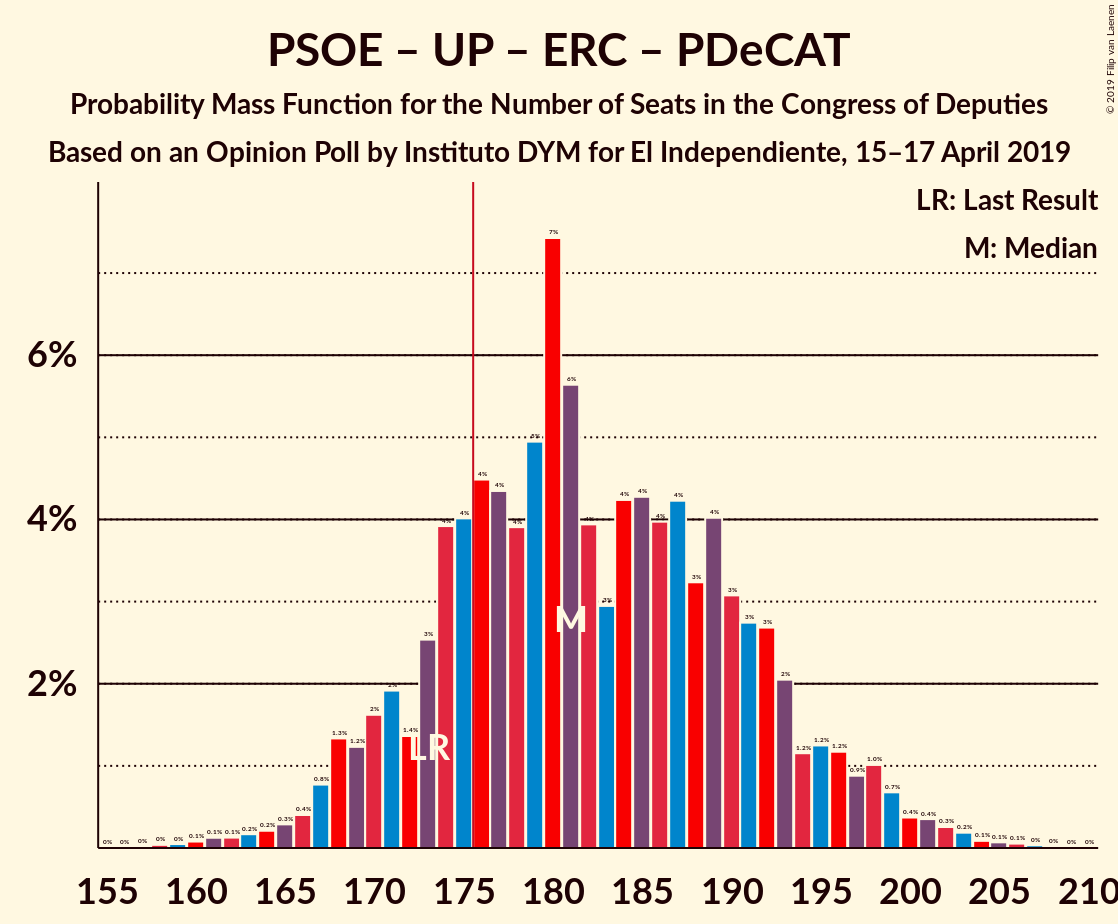 PSOE – UP – ERC – PDeCAT
Probability Mass Function for the Number of Seats in the Congress of Deputies
Based on an Opinion Poll by Instituto DYM for El Independiente, 15–17 April 2019
© 2019 Filip van Laenen
LR: Last Result
M: Median
6%
4%
2%
0% 0% 0% 0% 0% 0.1% 0.1% 0.1% 0.2% 0.2% 0.3% 0.4% 0.8% 1.3% 1.2% 2% 2% 1.4% 3% 4% 4% 4% 4% 4% 5% 7% 6% 4% 3% 4% 4% 4% 4% 3% 4% 3% 3% 3% 2% 1.2% 1.2% 1.2% 0.9% 1.0% 0.7% 0.4% 0.4% 0.3% 0.2% 0.1% 0.1% 0.1% 0% 0% 0% 0%
M
LR
155 160 165 170 175 180 185 190 195 200 205 210